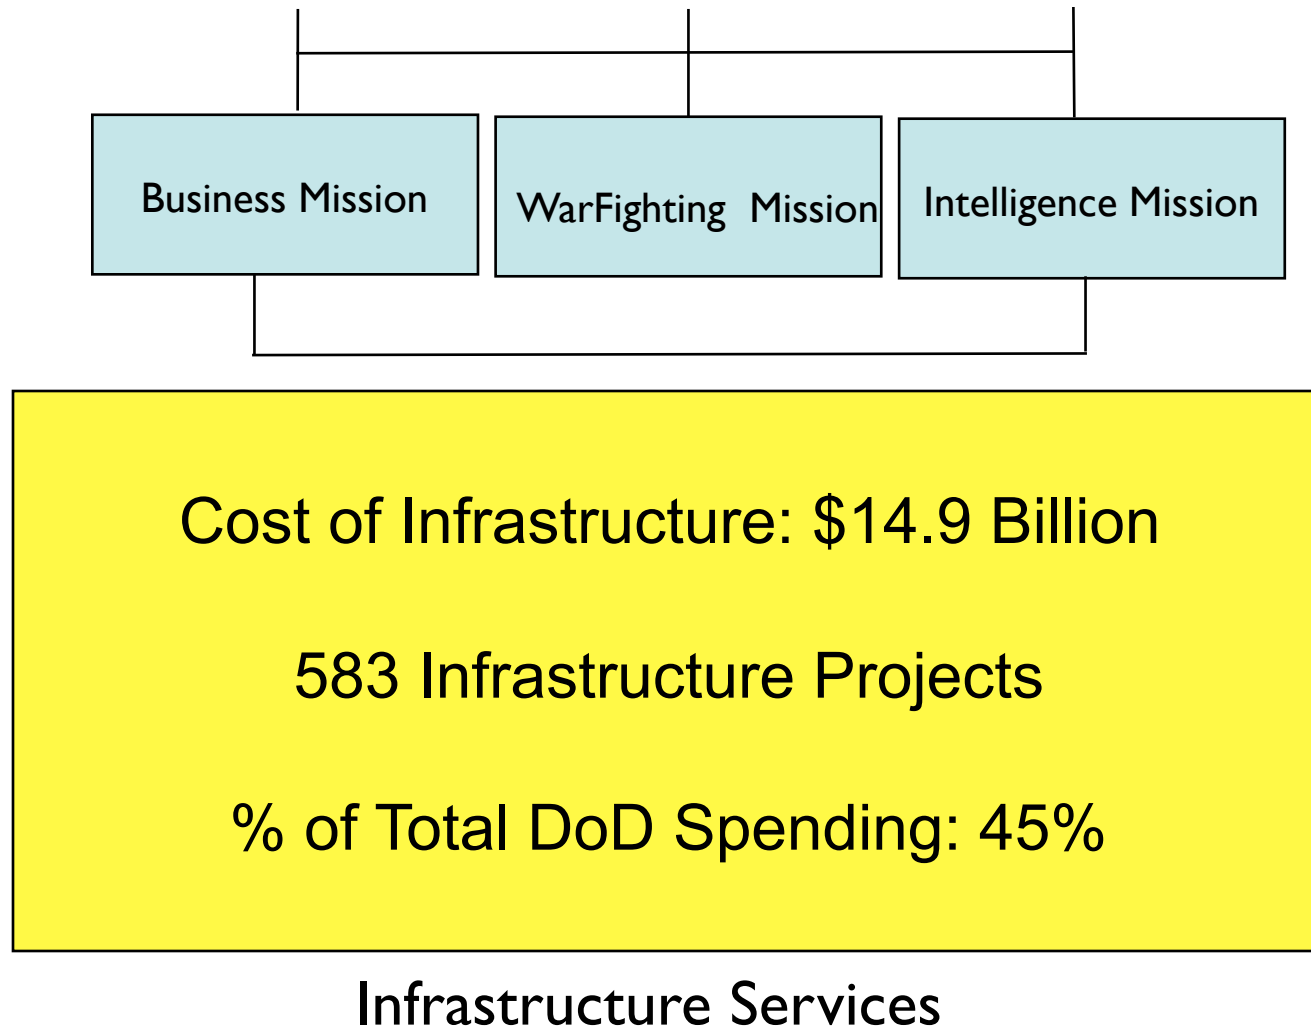 Business Mission
WarFighting Mission
Intelligence Mission
Cost of Infrastructure: $14.9 Billion
583 Infrastructure Projects
% of Total DoD Spending: 45%
Infrastructure Services